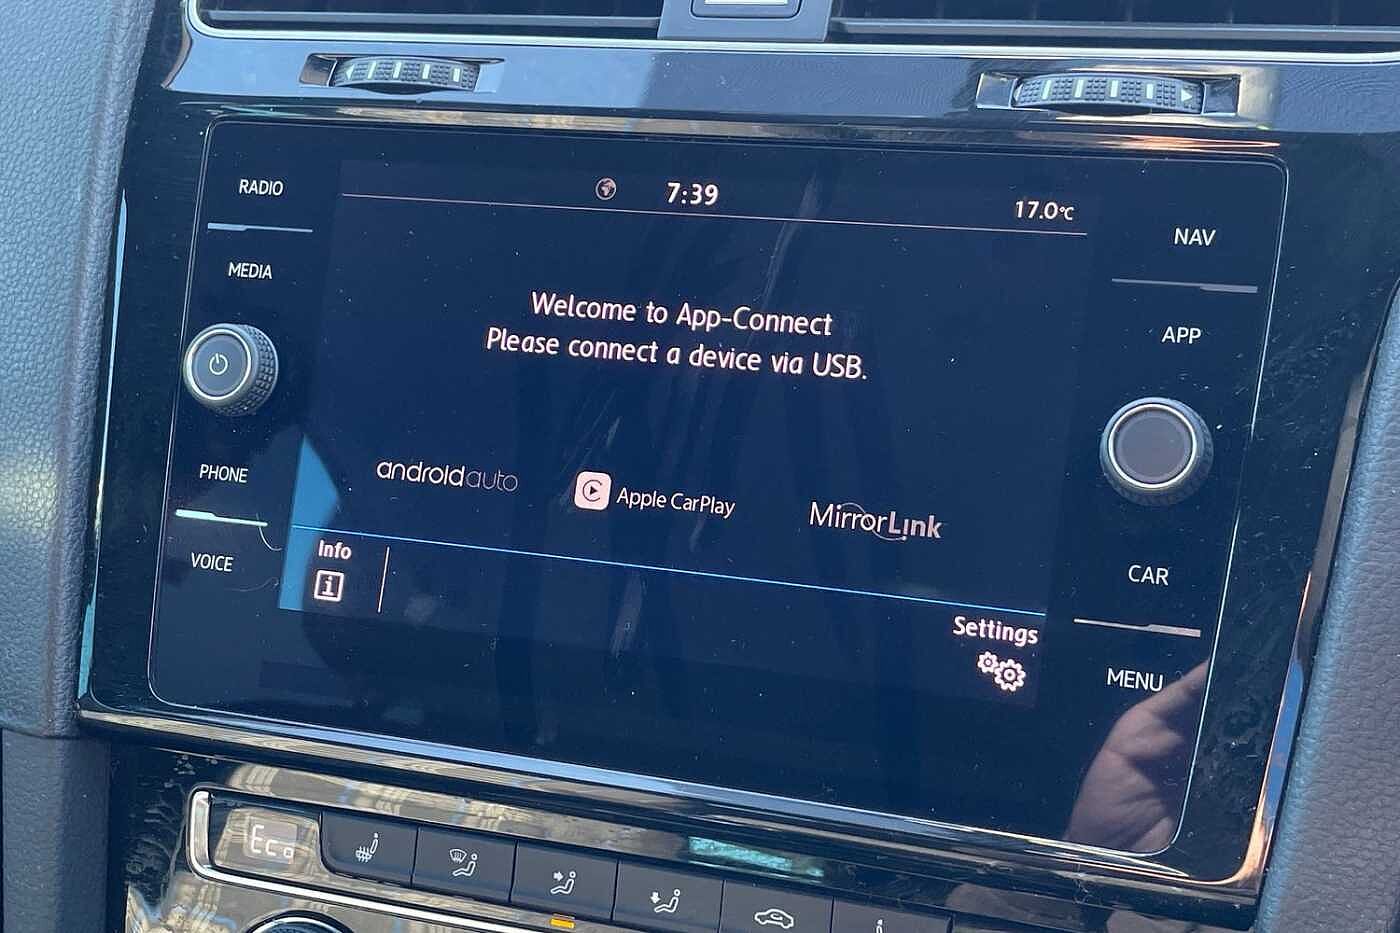 RADIO
MEDIA
PHONE
VOICE
7:39
17.0°C
Welcome to App-Connect
Please connect a device via USB.
androidauto
Apple CarPlay
MirrorLink
Info
i
Settings
NAV
APP
CAR
MENU
Eco